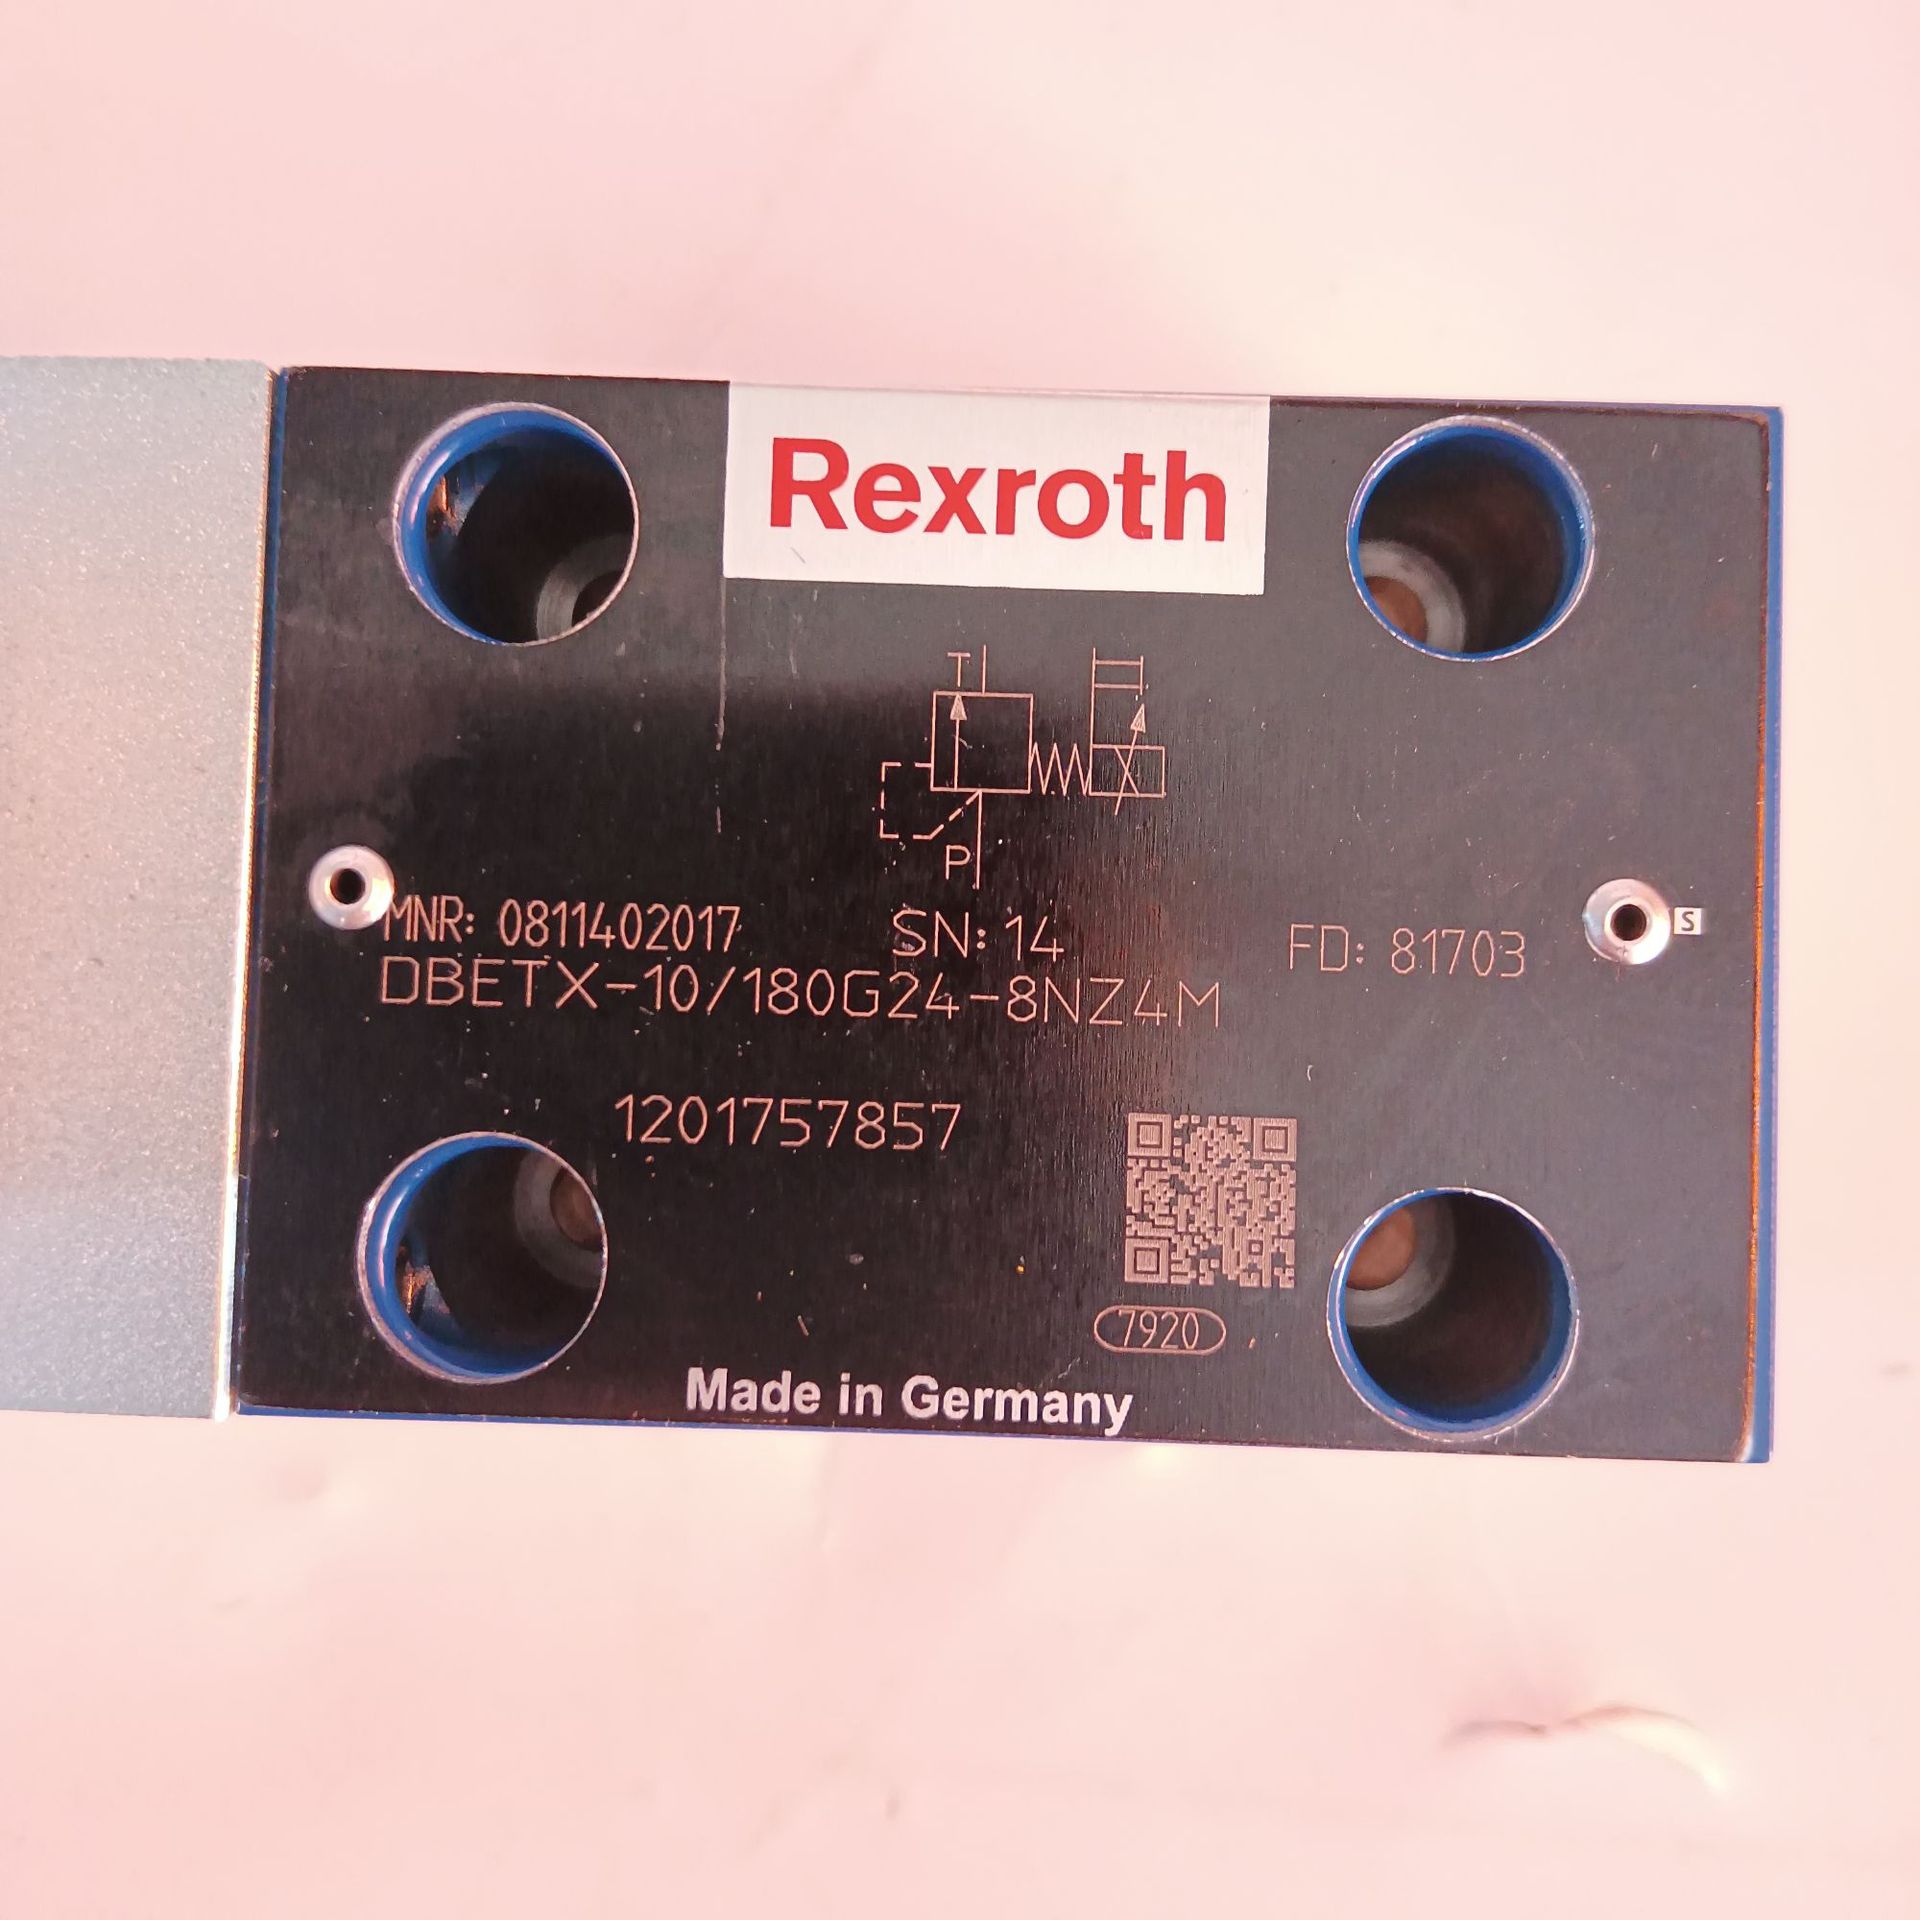 Rexroth
T
P
MNR: 0811402017 SN: 14 FD: 81703
S
DBETX-10/180G24-8NZ4M
1201757857
7920
Made in Germany